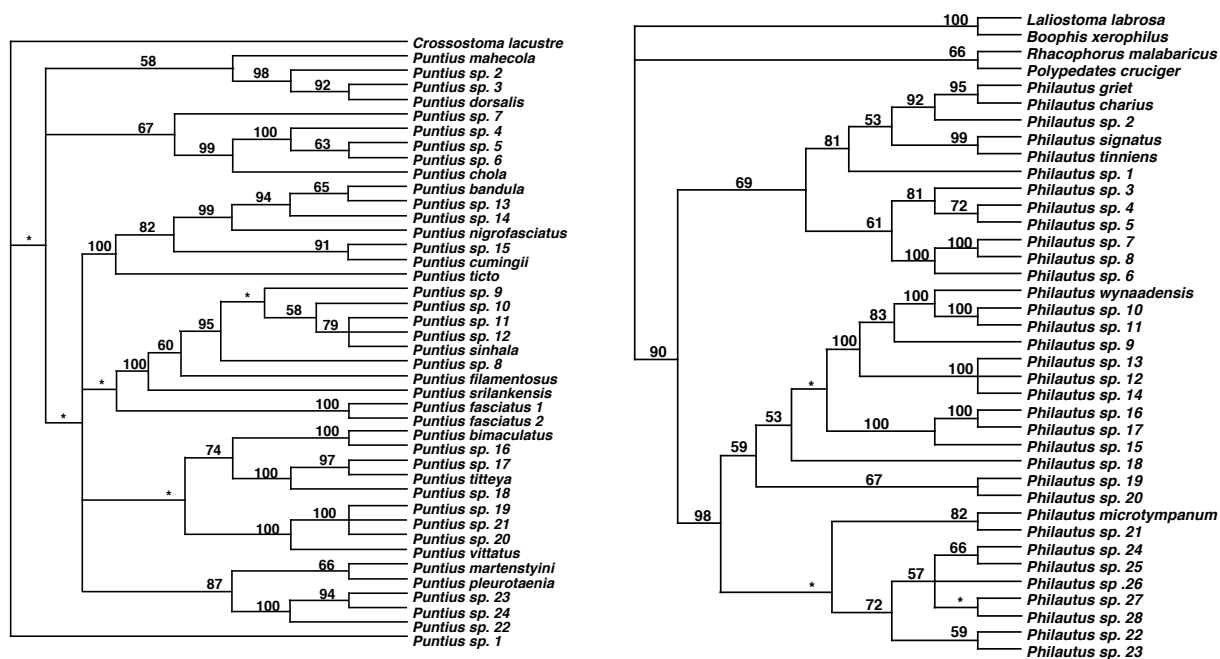 Crossostoma lacustre
58
Puntius mahecola
98
Puntius sp. 2
92
Puntius sp. 3
Puntius dorsalis
67
Puntius sp. 7
100
Puntius sp. 4
99
63
Puntius sp. 5
Puntius sp. 6
Puntius chola
65
Puntius bandula
94
Puntius sp. 13
99
Puntius sp. 14
82
Puntius nigrofasciatus
*
100
91
Puntius sp. 15
Puntius cumingii
Puntius ticto
*
Puntius sp. 9
58
Puntius sp. 10
95
79
Puntius sp. 11
Puntius sp. 12
60
Puntius sinhala
100
Puntius sp. 8
*
Puntius filamentosus
Puntius srilankensis
100
Puntius fasciatus 1
*
Puntius fasciatus 2
100
Puntius bimaculatus
74
Puntius sp. 16
97
Puntius sp. 17
100
Puntius titteya
*
Puntius sp. 18
100
Puntius sp. 19
Puntius sp. 21
100
Puntius sp. 20
Puntius vittatus
66
Puntius martenstyini
87
Puntius pleurotaenia
94
Puntius sp. 23
100
Puntius sp. 24
Puntius sp. 22
Puntius sp. 1
100
Laliostoma labrosa
Boophis xerophilus
66
Rhacophorus malabaricus
Polypedates cruciger
95
Philautus griet
92
Philautus charius
53
Philautus sp. 2
81
99
Philautus signatus
Philautus tinniens
69
Philautus sp. 1
81
Philautus sp. 3
72
Philautus sp. 4
61
Philautus sp. 5
100
Philautus sp. 7
100
Philautus sp. 8
Philautus sp. 6
100
Philautus wynaadensis
83
100
Philautus sp. 10
100
Philautus sp. 11
90
Philautus sp. 9
*
100
Philautus sp. 13
Philautus sp. 12
Philautus sp. 14
53
100
100
Philautus sp. 16
Philautus sp. 17
59
Philautus sp. 15
Philautus sp. 18
67
Philautus sp. 19
Philautus sp. 20
98
82
Philautus microtympanum
Philautus sp. 21
66
Philautus sp. 24
57
Philautus sp. 25
*
Philautus sp .26
72
*
Philautus sp. 27
Philautus sp. 28
59
Philautus sp. 22
Philautus sp. 23